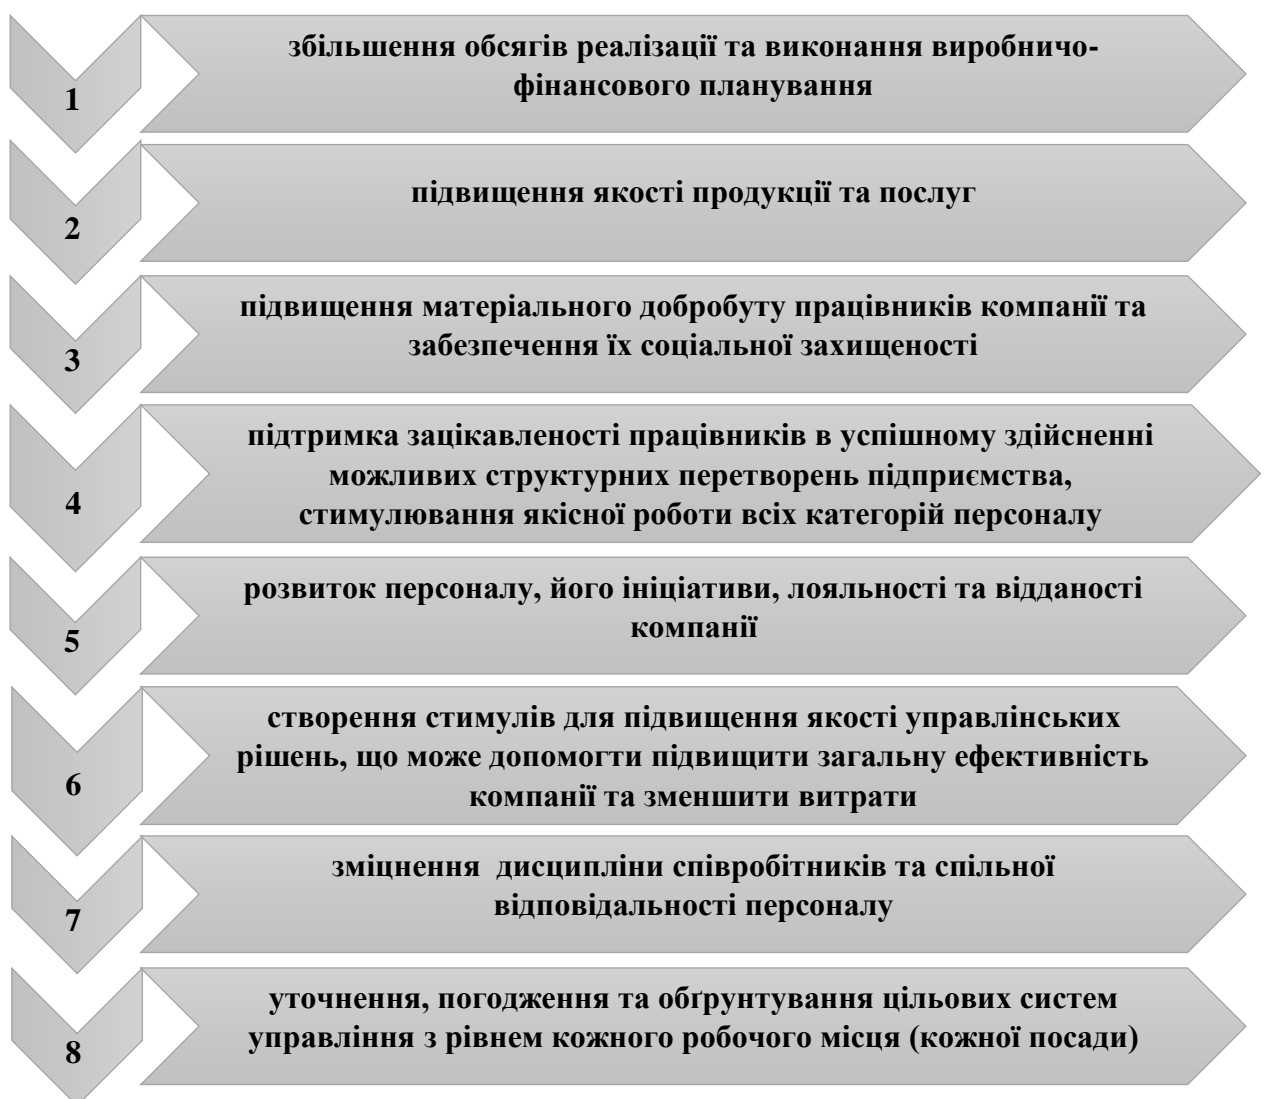 1
збільшення обсягів реалізації та виконання виробничо-
фінансового планування
2
підвищення якості продукції та послуг
3
підвищення матеріального добробуту працівників компанії та
забезпечення їх соціальної захищеності
4
підтримка зацікавленості працівників в успішному здійсненні
можливих структурних перетворень підприємства,
стимулювання якісної роботи всіх категорій персоналу
5
розвиток персоналу, його ініціативи, лояльності та відданості
компанії
6
створення стимулів для підвищення якості управлінських
рішень, що може допомогти підвищити загальну ефективність
компанії та зменшити витрати
7
зміцнення  дисципліни співробітників та спільної
відповідальності персоналу
8
уточнення, погодження та обґрунтування цільових систем
управління з рівнем кожного робочого місця (кожної посади)